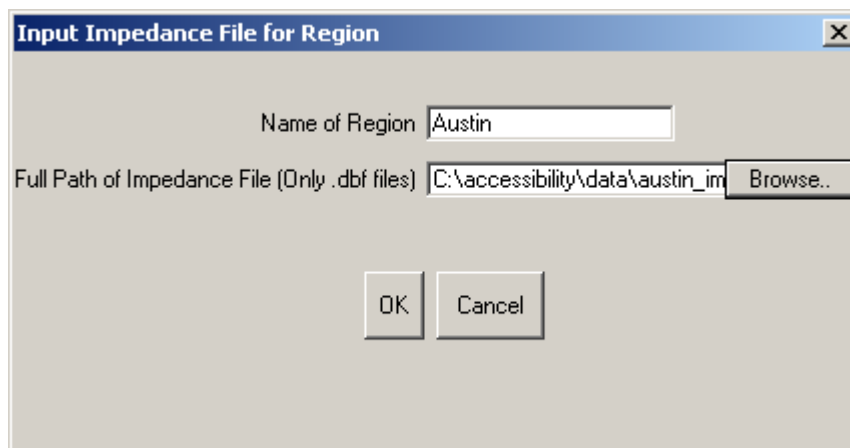 Input Impedance File for Region
Name of Region Austin
Full Path of Impedance File (Only .dbf files) C:\accessibility\data\austin_im Browse..
OK Cancel